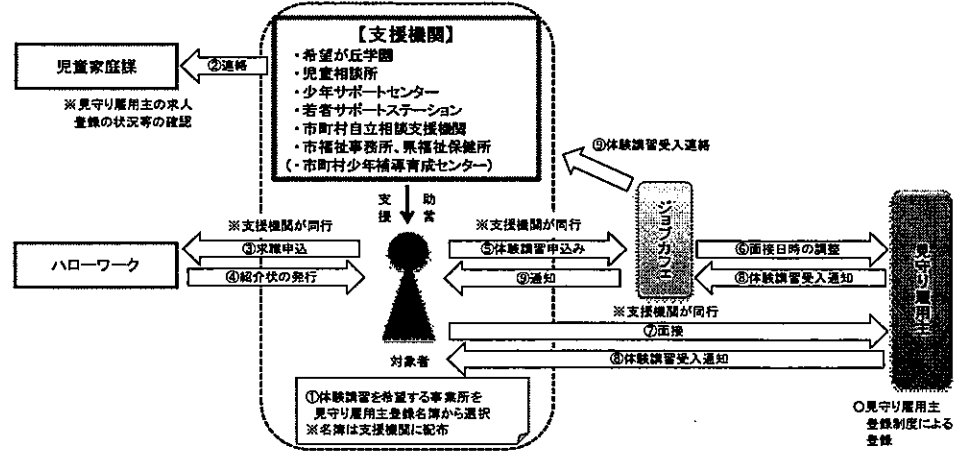 【支援機関】
・希望が丘学園
・児童相談所
・少年サポートセンター
・若者サポートステーション
・市町村自立相談支援機関
・市福祉事務所、県福祉保健所
(・市町村少年補導育成センター)
児童家庭課
②連絡
※見守り雇用主の求人
登録の状況等の確認
⑨体験講習受入連絡
支援
助言
※支援機関が同行
③求職申込
④紹介状の発行
ハローワーク
※支援機関が同行
⑤体験講習申込み
⑨通知
ジョブカフェ
⑥面接日時の調整
⑧体験講習受入通知
見守り雇用主
※支援機関が同行
⑦面接
⑧体験講習受入通知
対象者
①体験講習を希望する事業所を
見守り雇用主登録名簿から選択
※名簿は支援機関に配布
○見守り雇用主
登録制度による
登録